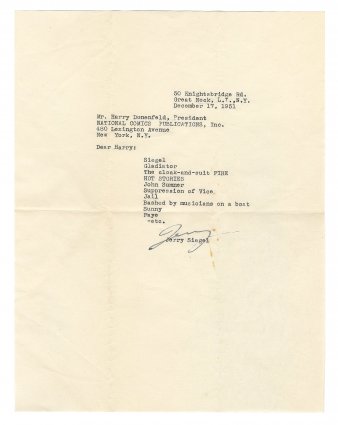 50 Knightsbridge Rd.
Great Neck, L.I.,N.Y.
December 17, 1951
Mr. Harry Donenfeld, President
NATIONAL COMICS PUBLICATIONS, Inc.
480 Lexington Avenue
New York, N.Y.
Dear Harry:
Siegel
Gladiator
The cloak-and-suit FIRE
HOT STORIES
John Sumner
Suppression of Vice
Jail
Bashed by musicians on a boat
Sunny
Faye
-etc.
Jerry
Jerry Siegel